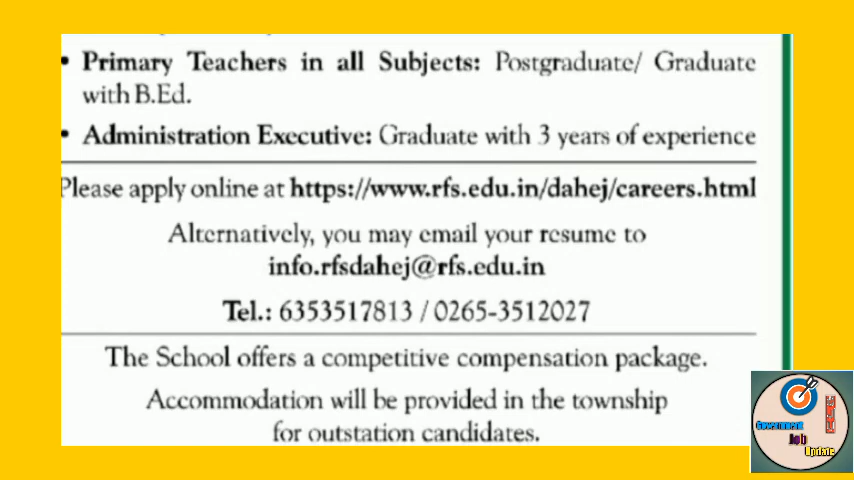 • Primary Teachers in all Subjects: Postgraduate/ Graduate
with B.Ed.
• Administration Executive: Graduate with 3 years of experience
Please apply online at https://www.rfs.edu.in/dahej/careers.html
Alternatively, you may email your resume to
info.rfsdahej@rfs.edu.in
Tel.: 6353517813 / 0265-3512027
The School offers a competitive compensation package.
Accommodation will be provided in the township
for outstation candidates.
Government
Job
Update